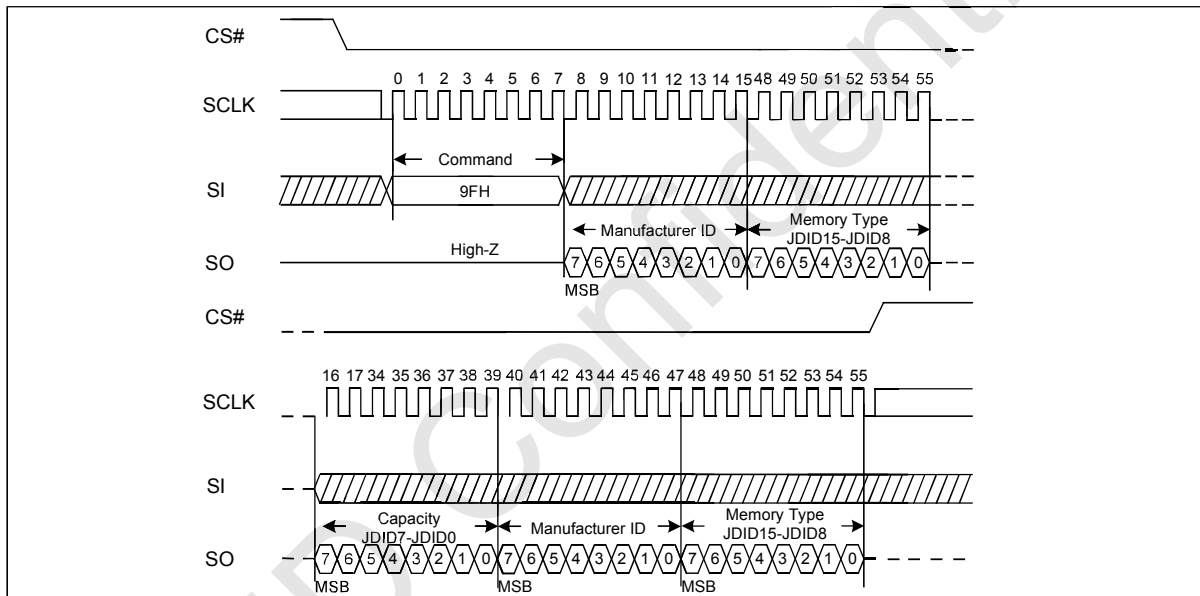 CS#
0 1 2 3 4 5 6 7 8 9 10 11 12 13 14 15 48 49 50 51 52 53 54 55
SCLK
Command
SI
9FH
Manufacturer ID
Memory Type
JDID15-JDID8
High-Z
SO
7 6 5 4 3 2 1 0 7 6 5 4 3 2 1 0
MSB
CS#
16 17 34 35 36 37 38 39 40 41 42 43 44 45 46 47 48 49 50 51 52 53 54 55
SCLK
SI
Capacity
JDID7-JDID0
Manufacturer ID
Memory Type
JDID15-JDID8
SO
7 6 5 4 3 2 1 0 7 6 5 4 3 2 1 0 7 6 5 4 3 2 1 0
MSB MSB MSB